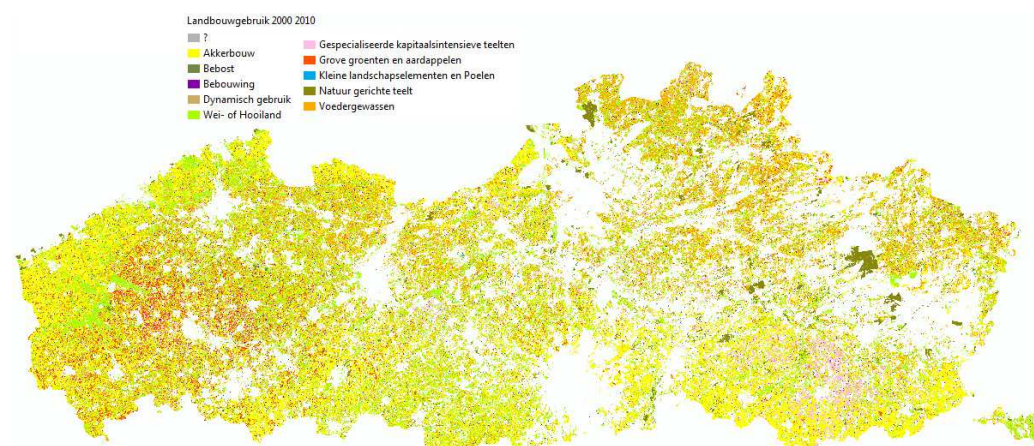 Landbouwgebruik 2000 2010
?
Akkerbouw
Bebost
Bebouwing
Dynamisch gebruik
Wei- of Hooiland
Gespecialiseerde kapitaalsintensieve teelten
Grove groenten en aardappelen
Kleine landschapselementen en Poelen
Natuur gerichte teelt
Voedergewassen